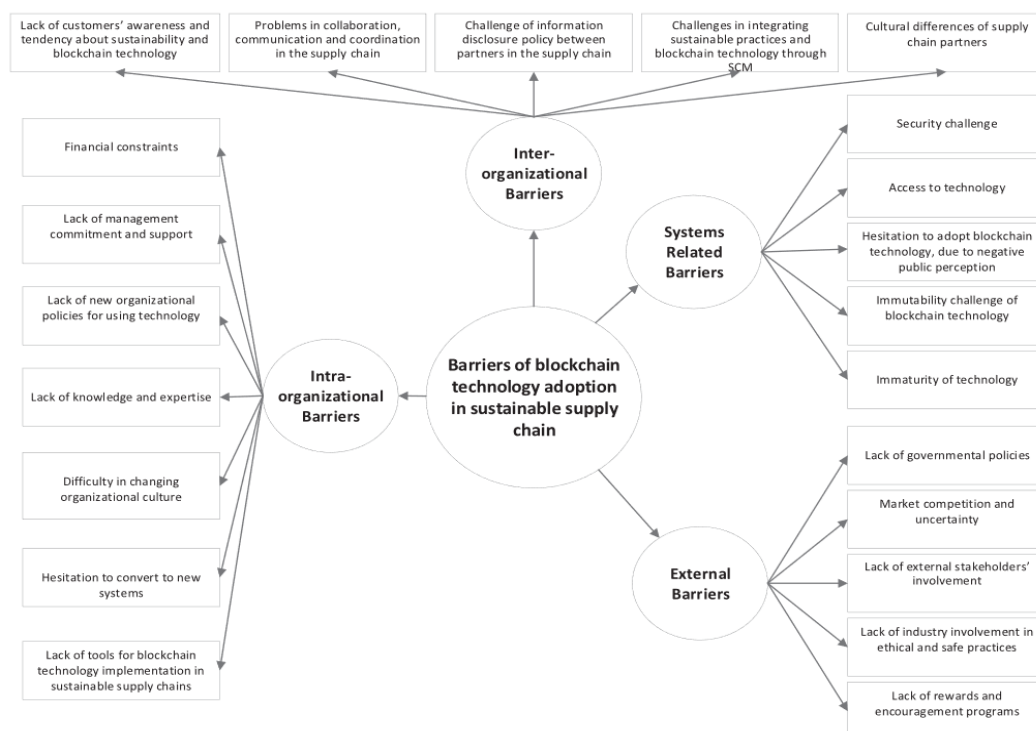 Lack of customers’ awareness and
tendency about sustainability and
blockchain technology
Problems in collaboration,
communication and coordination
in the supply chain
Challenge of information
disclosure policy between
partners in the supply chain
Challenges in integrating
sustainable practices and
blockchain technology through
SCM
Cultural differences of supply
chain partners
Inter-
organizational
Barriers
Financial constraints
Lack of management
commitment and support
Lack of new organizational
policies for using technology
Lack of knowledge and expertise
Difficulty in changing
organizational culture
Hesitation to convert to new
systems
Lack of tools for blockchain
technology implementation in
sustainable supply chains
Intra-
organizational
Barriers
Barriers of blockchain
technology adoption
in sustainable supply
chain
Systems
Related
Barriers
Security challenge
Access to technology
Hesitation to adopt blockchain
technology, due to negative
public perception
Immutability challenge of
blockchain technology
Immaturity of technology
External
Barriers
Lack of governmental policies
Market competition and
uncertainty
Lack of external stakeholders’
involvement
Lack of industry involvement in
ethical and safe practices
Lack of rewards and
encouragement programs